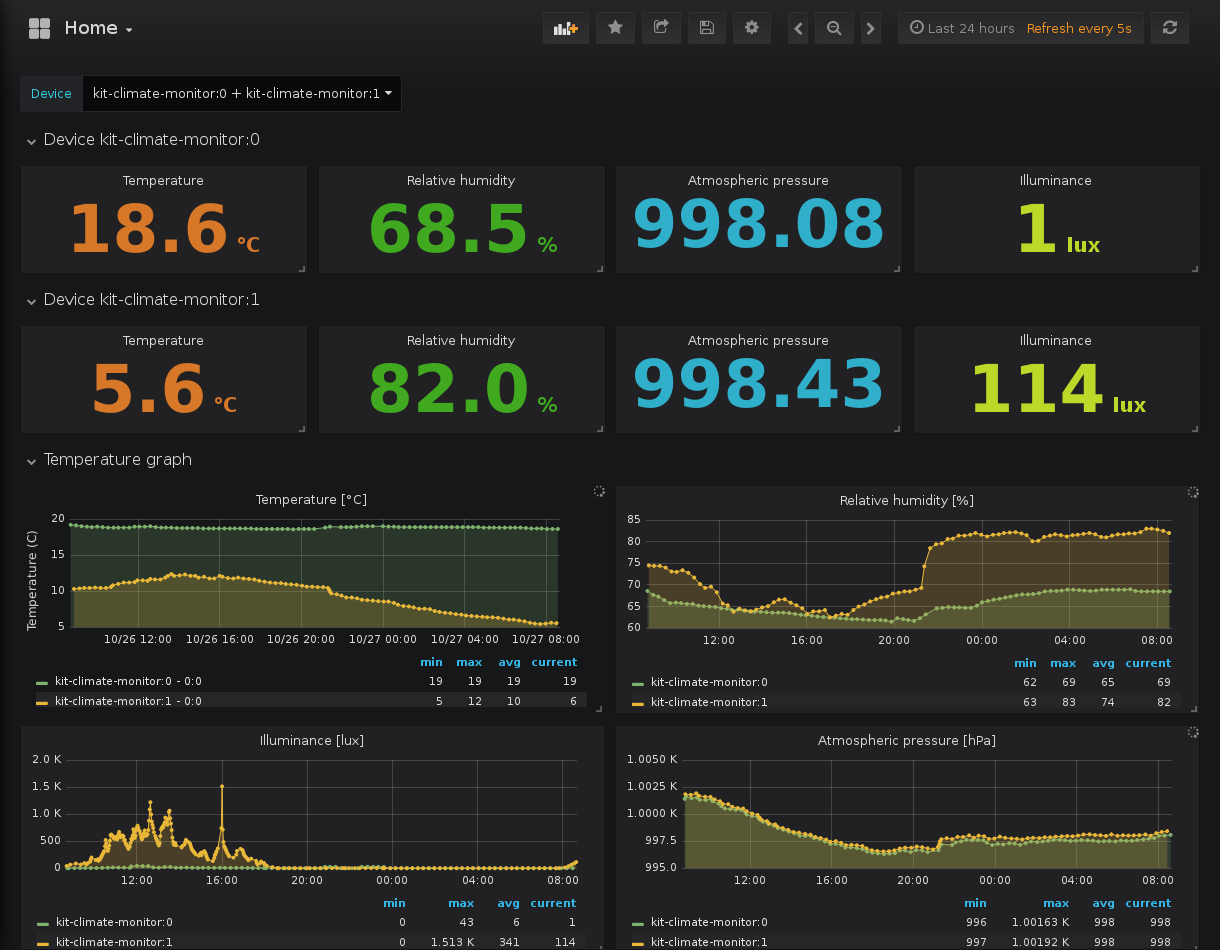 Home
Last 24 hours Refresh every 5s
Device kit-climate-monitor:0 + kit-climate-monitor:1
Device kit-climate-monitor:0
Temperature Relative humidity Atmospheric pressure Illuminance
18.6 °C 68.5 % 998.08 1 lux
Device kit-climate-monitor:1
Temperature Relative humidity Atmospheric pressure Illuminance
5.6 °C 82.0 % 998.43 114 lux
Temperature graph
Temperature [°C]
Temperature (C)
20
15
10
5
10/26 12:00 10/26 16:00 10/26 20:00 10/27 00:00 10/27 04:00 10/27 08:00
min max avg current
kit-climate-monitor:0 - 0:0 19 19 19 19
kit-climate-monitor:1 - 0:0 5 12 10 6
Relative humidity [%]
85
80
75
70
65
60
12:00 16:00 20:00 00:00 04:00 08:00
min max avg current
kit-climate-monitor:0 62 69 65 69
kit-climate-monitor:1 63 83 74 82
Illuminance [lux]
2.0 K
1.5 K
1.0 K
500
0
12:00 16:00 20:00 00:00 04:00 08:00
min max avg current
kit-climate-monitor:0 0 43 6 1
kit-climate-monitor:1 0 1.513 K 341 114
Atmospheric pressure [hPa]
1.0050 K
1.0025 K
1.0000 K
997.5
995.0
12:00 16:00 20:00 00:00 04:00 08:00
min max avg current
kit-climate-monitor:0 996 1.00163 K 998 998
kit-climate-monitor:1 997 1.00192 K 998 998